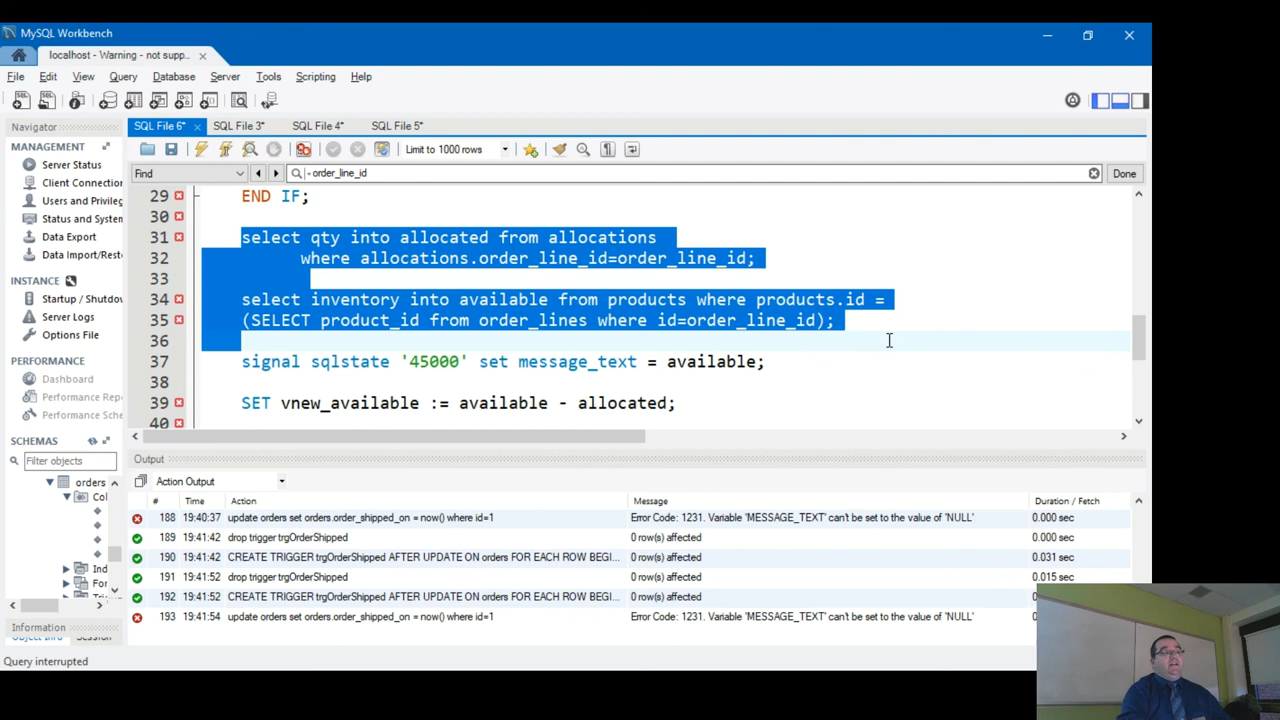 MySQL Workbench
localhost - Warning - not supp..
File Edit View Query Database Server Tools Scripting Help
Navigator
SQL File 6* SQL File 3* SQL File 4* SQL File 5*
MANAGEMENT
Server Status
Client Connection
Users and Privileg
Status and System
Data Export
Data Import/Resto
INSTANCE
Startup / Shutdow
Server Logs
Options File
PERFORMANCE
Dashboard
Performance Rep
Performance Sche
SCHEMAS
Filter objects
orders
Col
Ind
For
Information
Object Info Session
Query interrupted
Limit to 1000 rows
Find order_line_id Done
29 END IF;
30
31 select qty into allocated from allocations
32 where allocations.order_line_id=order_line_id;
33
34 select inventory into available from products where products.id =
35 (SELECT product_id from order_lines where id=order_line_id);
36
37 signal sqlstate '45000' set message_text = available;
38
39 SET vnew_available := available - allocated;
40
Output
Action Output
# Time Action Message Duration / Fetch
188 19:40:37 update orders set orders.order_shipped_on = now() where id=1 Error Code: 1231. Variable 'MESSAGE_TEXT' can't be set to the value of 'NULL' 0.000 sec
189 19:41:42 drop trigger trgOrderShipped 0 row(s) affected 0.000 sec
190 19:41:42 CREATE TRIGGER trgOrderShipped AFTER UPDATE ON orders FOR EACH ROW BEGI... 0 row(s) affected 0.031 sec
191 19:41:52 drop trigger trgOrderShipped 0 row(s) affected 0.015 sec
192 19:41:52 CREATE TRIGGER trgOrderShipped AFTER UPDATE ON orders FOR EACH ROW BEGI... 0 row(s) affected
193 19:41:54 update orders set orders.order_shipped_on = now() where id=1 Error Code: 1231. Variable 'MESSAGE_TEXT' can't be set to the value of 'NULL'